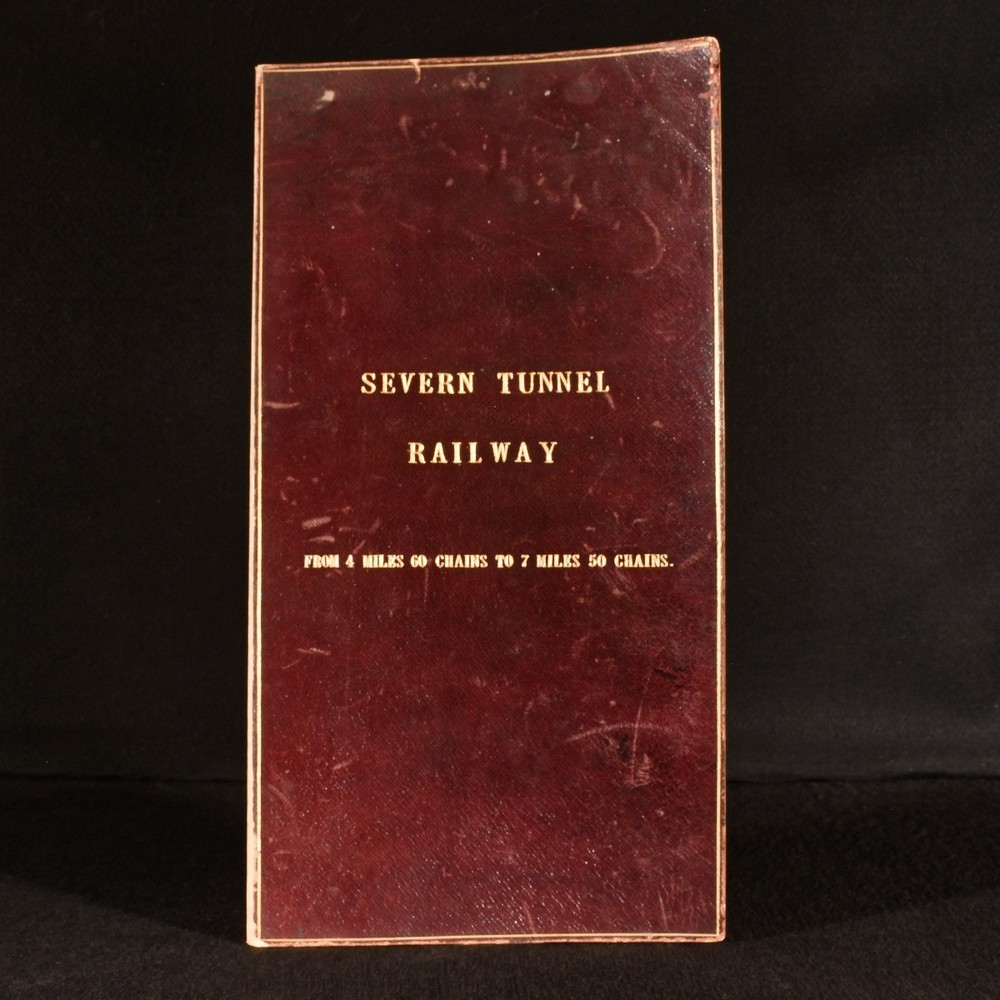 SEVERN TUNNEL
RAILWAY
FROM 4 MILES 60 CHAINS TO 7 MILES 50 CHAINS.